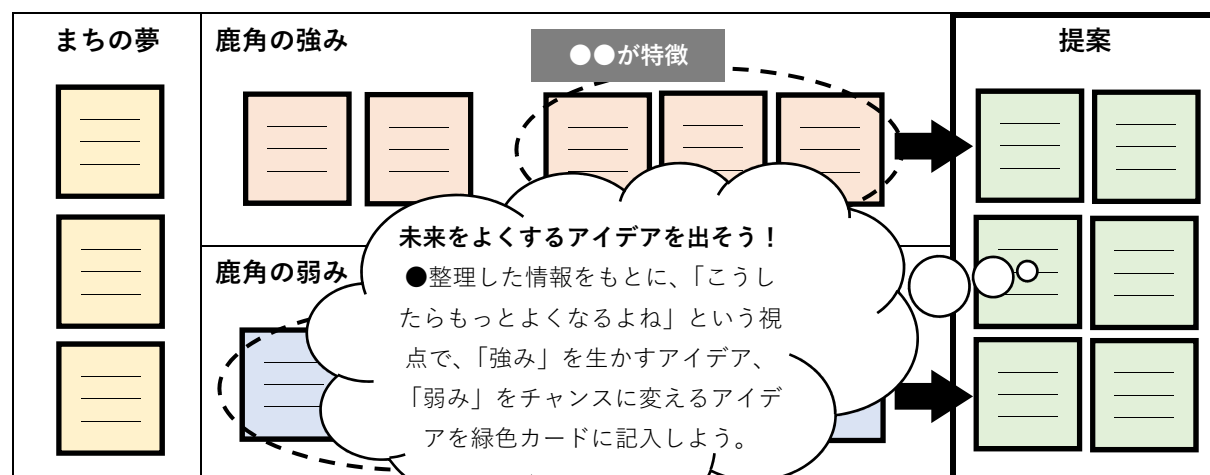 まちの夢
鹿角の強み
●●が特徴
提案
鹿角の弱み
未来をよくするアイデアを出そう！
●整理した情報をもとに、「こうし
たらもっとよくなるよね」という視
点で、「強み」を生かすアイデア、
「弱み」をチャンスに変えるアイデ
アを緑色カードに記入しよう。